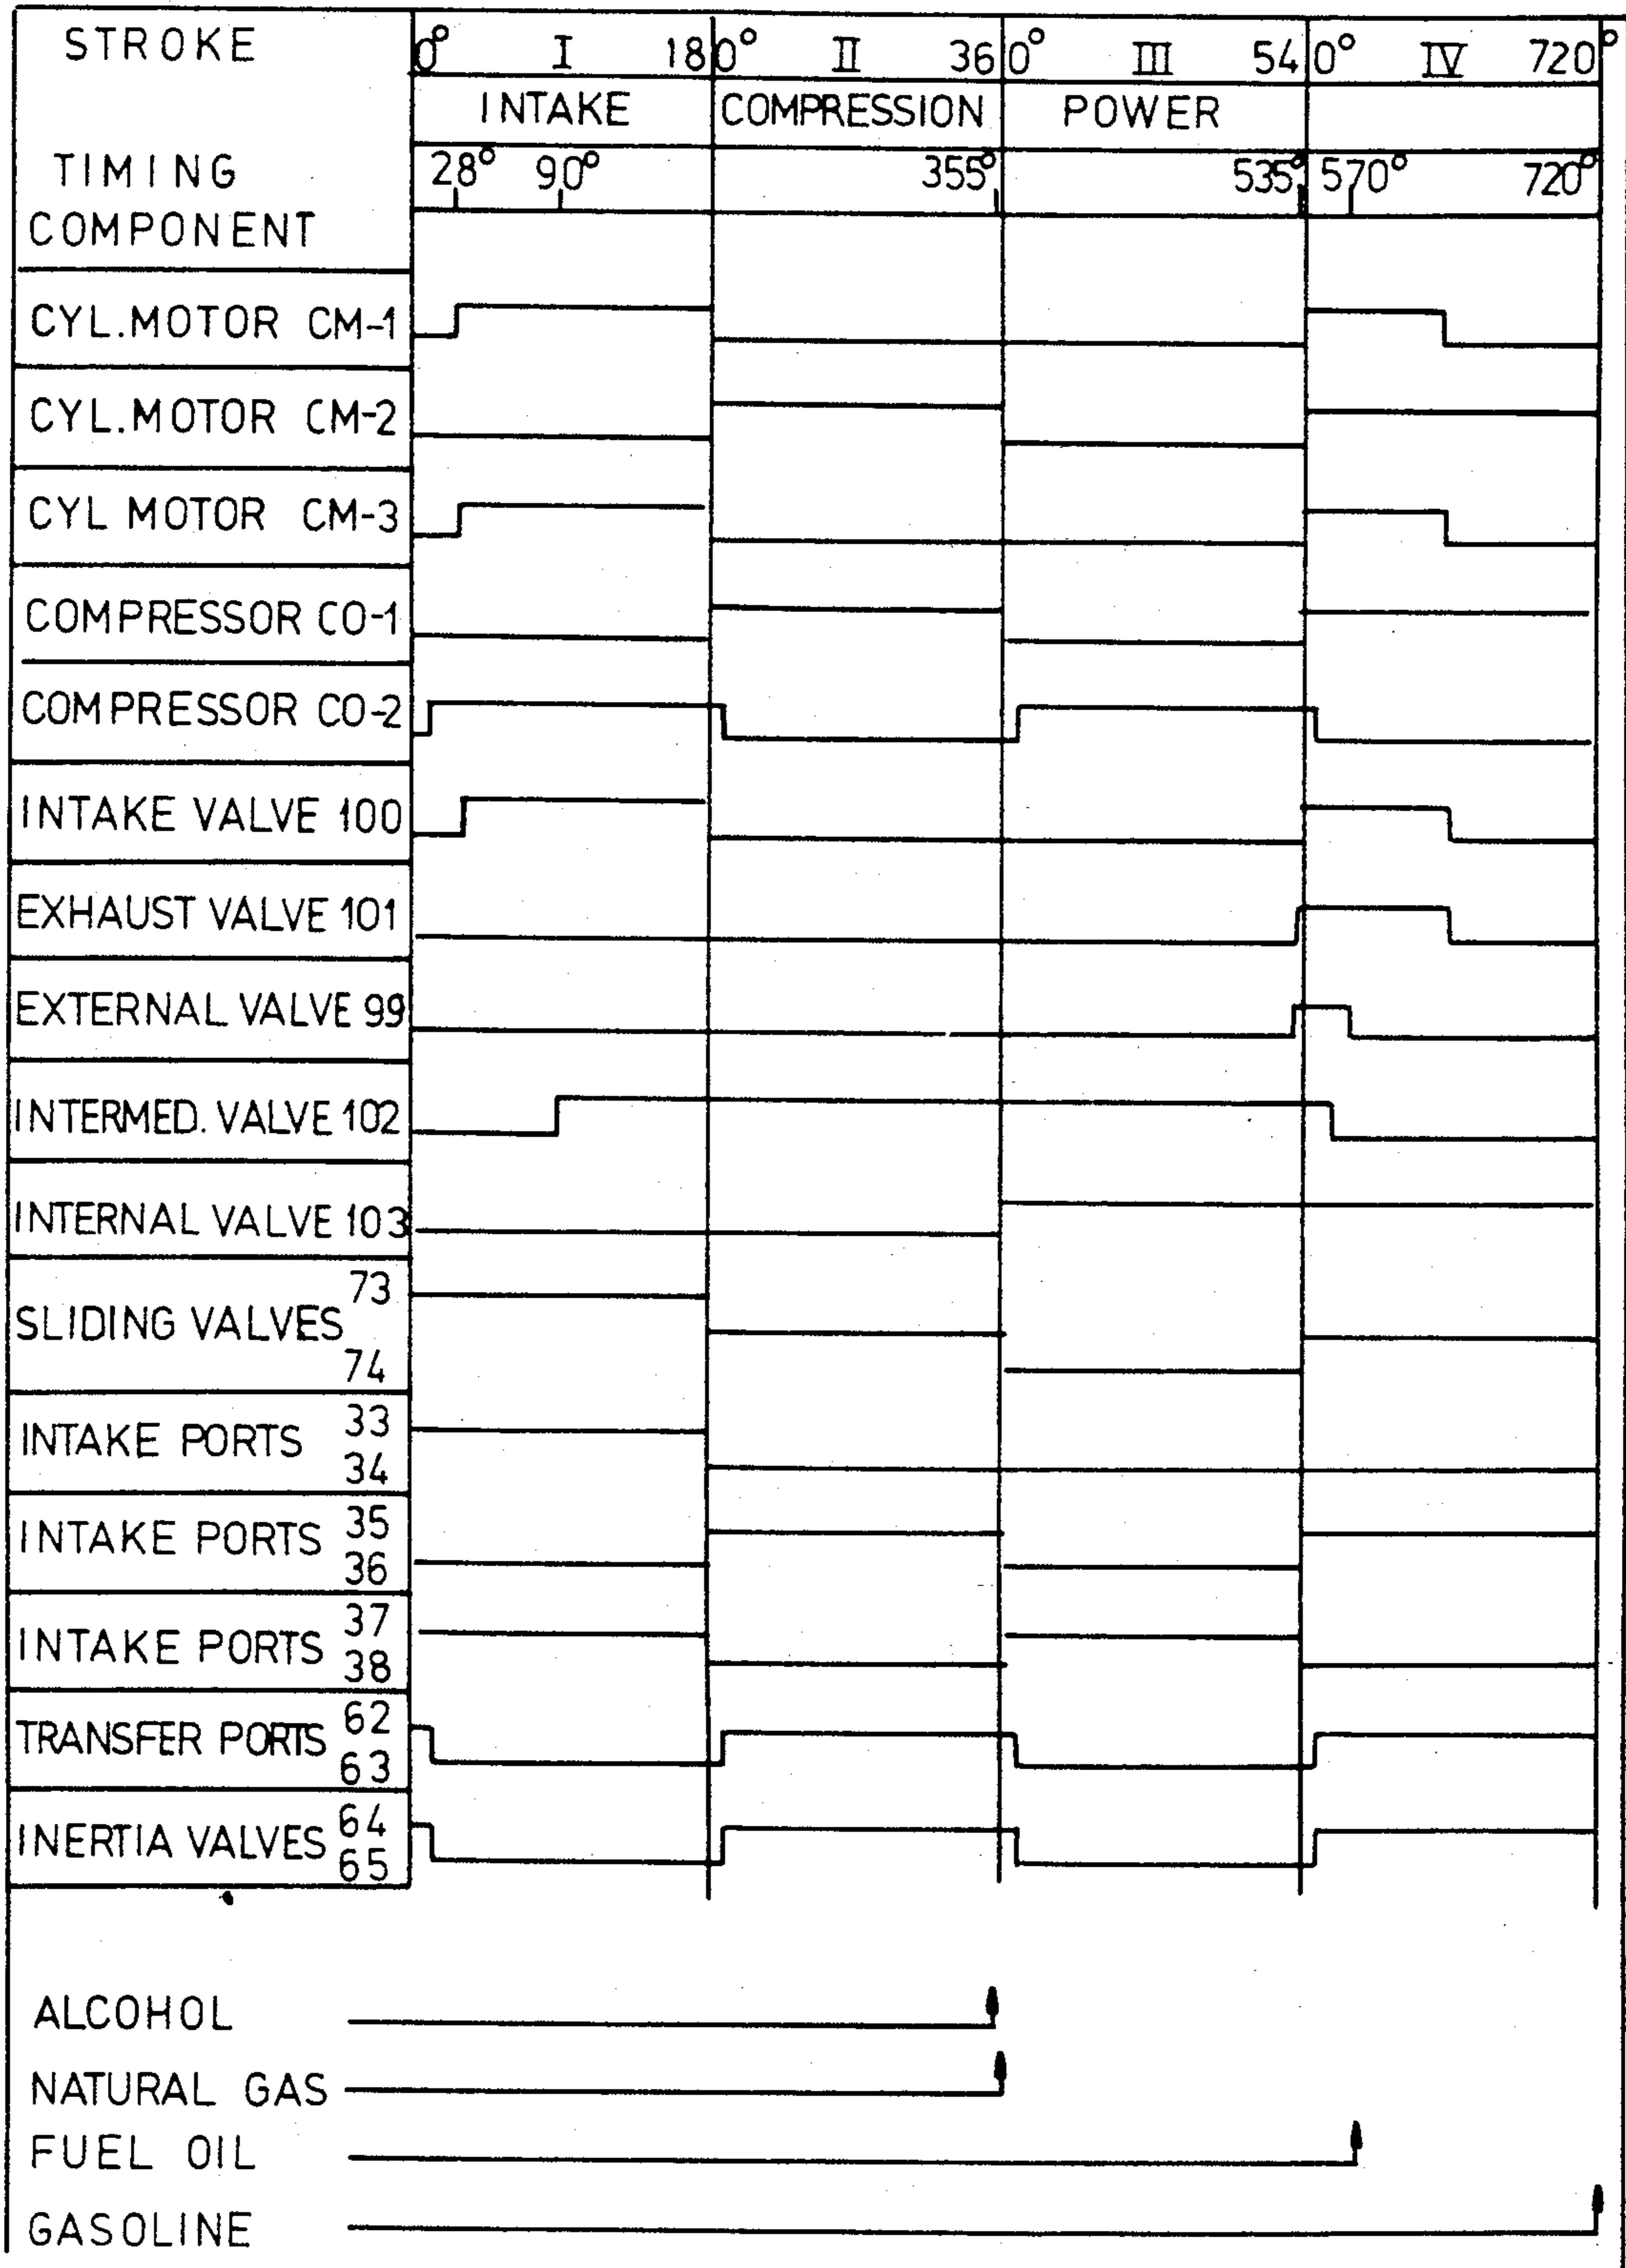 STROKE 0° I 180° II 360° III 540° IV 720°
INTAKE COMPRESSION POWER
TIMING 28° 90° 355° 535° 570° 720°
COMPONENT
CYL.MOTOR CM-1
CYL.MOTOR CM-2
CYL MOTOR CM-3
COMPRESSOR CO-1
COMPRESSOR CO-2
INTAKE VALVE 100
EXHAUST VALVE 101
EXTERNAL VALVE 99
INTERMED. VALVE 102
INTERNAL VALVE 103
73
SLIDING VALVES
74
INTAKE PORTS 33
34
INTAKE PORTS 35
36
INTAKE PORTS 37
38
TRANSFER PORTS 62
63
INERTIA VALVES 64
65
ALCOHOL
NATURAL GAS
FUEL OIL
GASOLINE